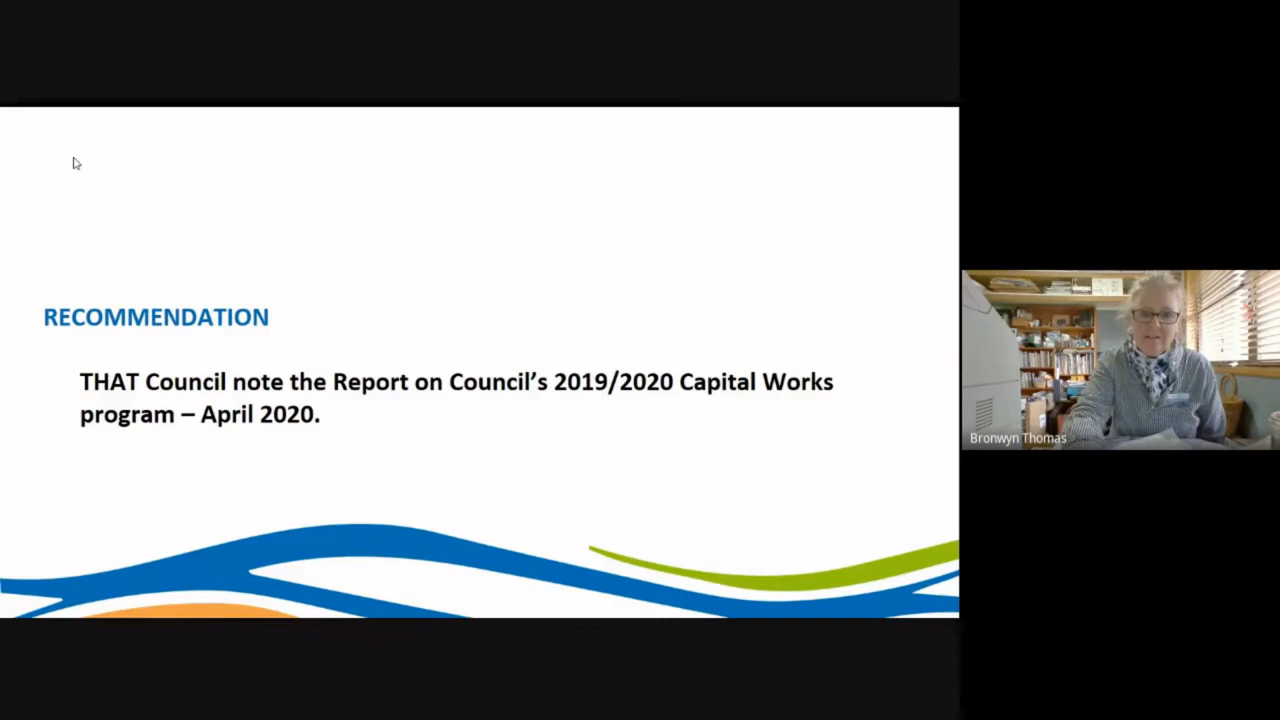 RECOMMENDATION
THAT Council note the Report on Council’s 2019/2020 Capital Works
program – April 2020.
Bronwyn Thomas